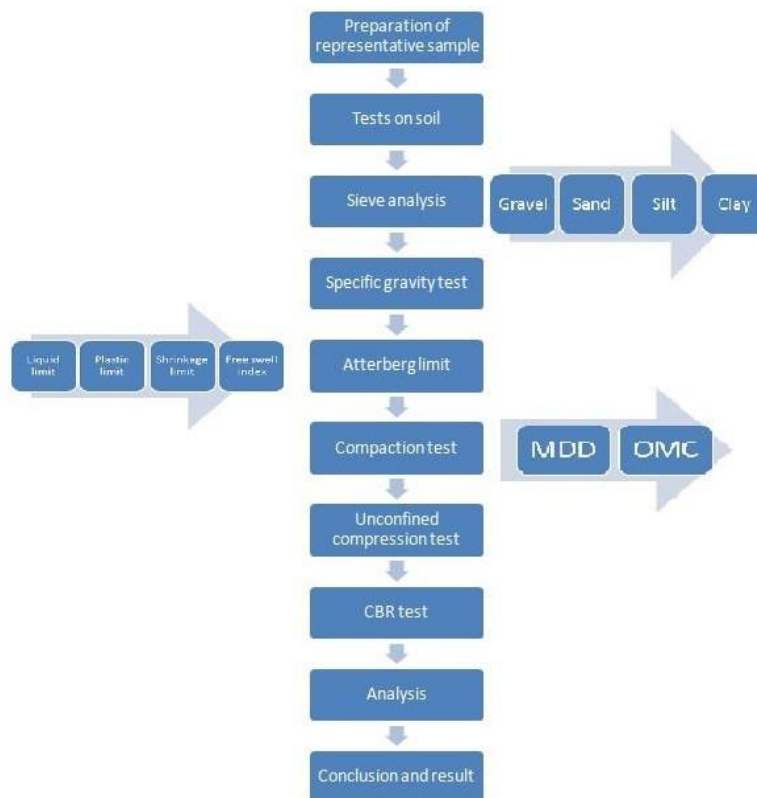 Preparation of
representative sample
Tests on soil
Sieve analysis
Gravel
Sand
Silt
Clay
Specific gravity test
Liquid
limit
Plastic
limit
Shrinkage
limit
Free swell
index
Atterberg limit
Compaction test
MDD
OMC
Unconfined
compression test
CBR test
Analysis
Conclusion and result